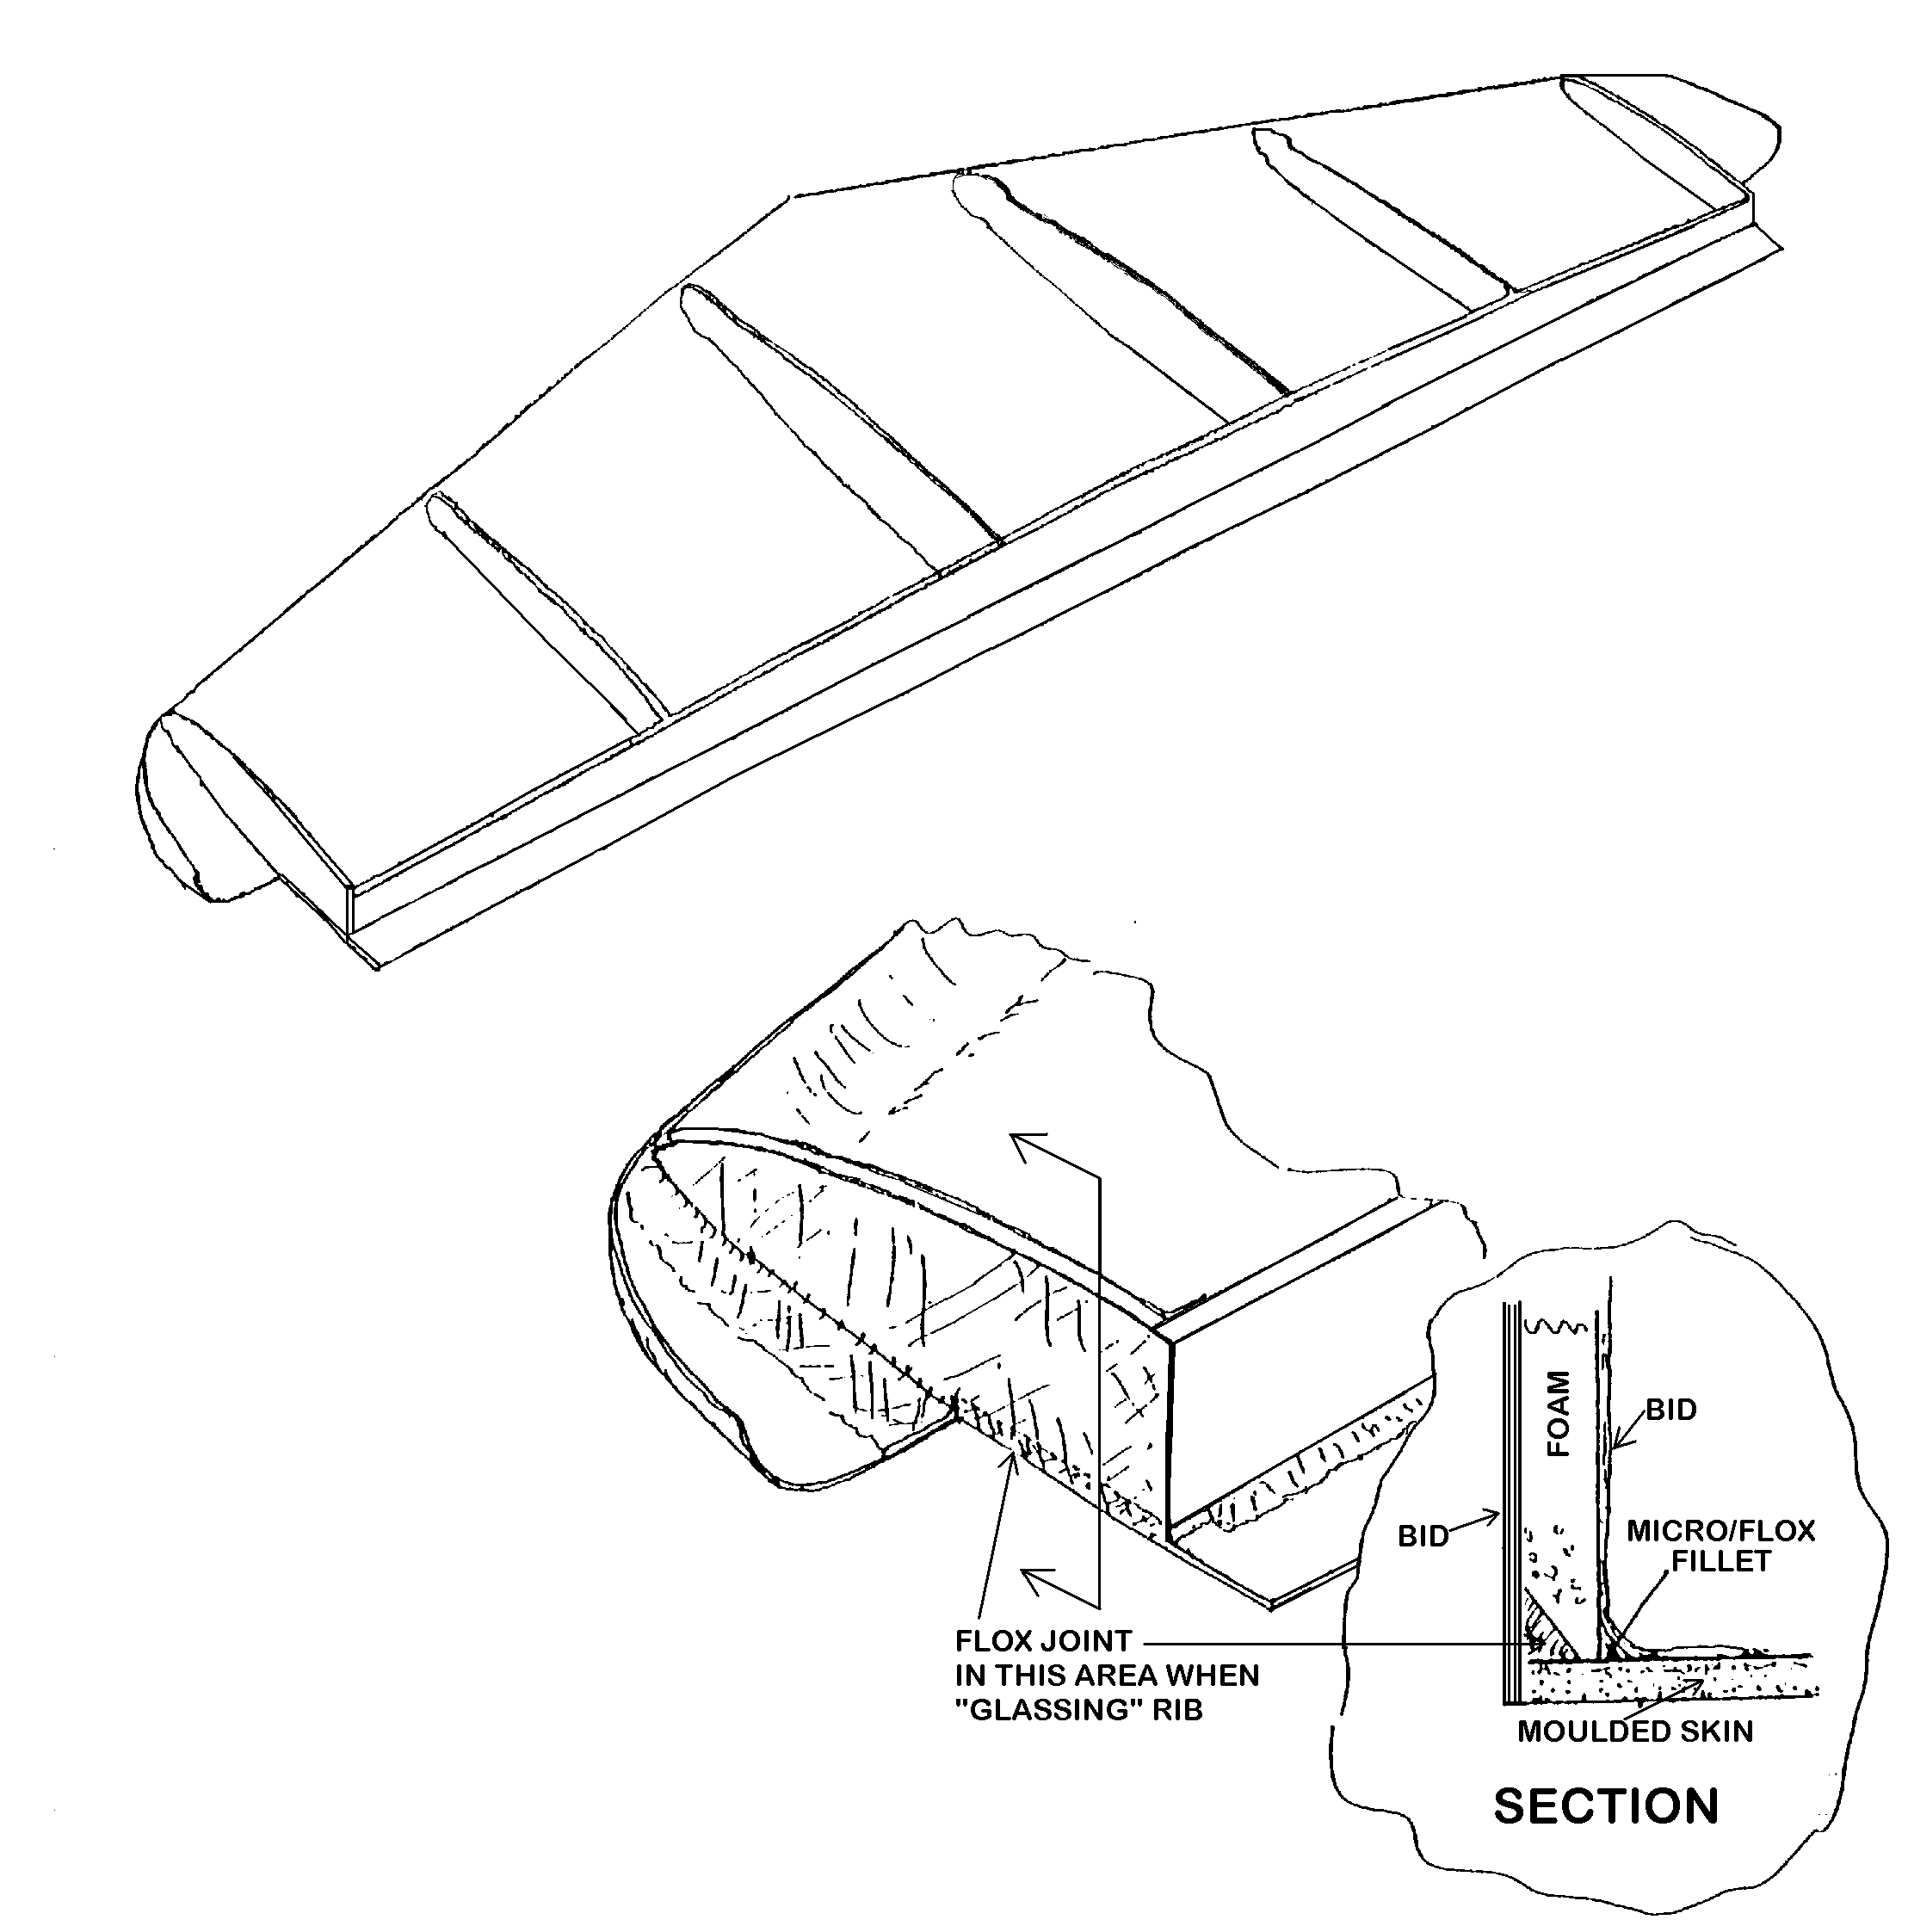 FOAM
BID
BID
MICRO/FLOX
FILLET
FLOX JOINT
IN THIS AREA WHEN
"GLASSING" RIB
MOULDED SKIN
SECTION